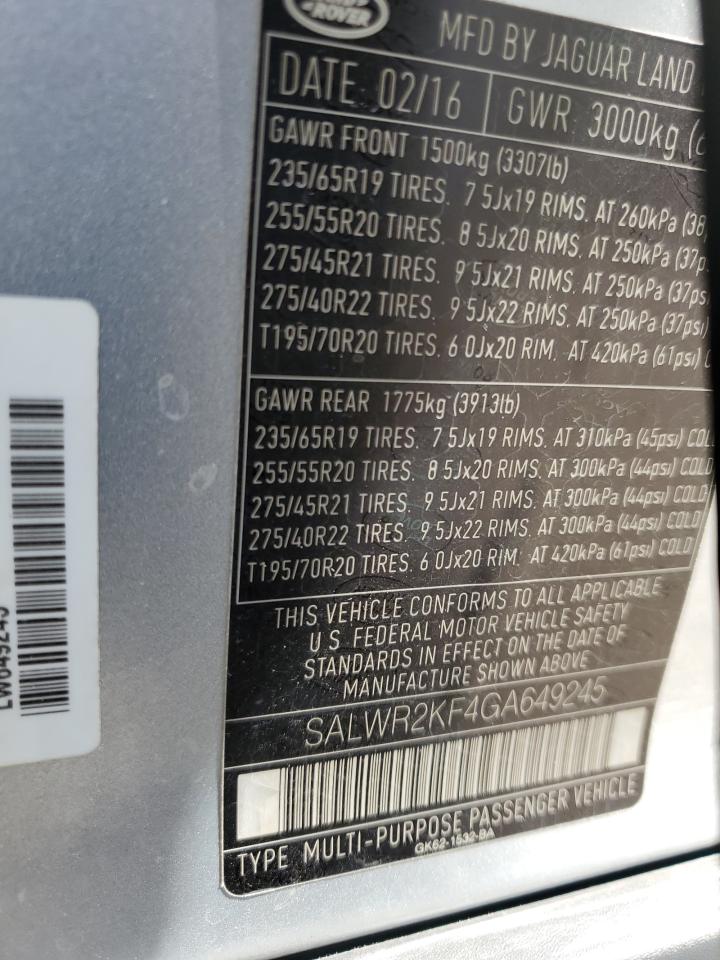 ROVER
MFD BY JAGUAR LAND
DATE 02/16 GWR 3000kg
GAWR FRONT 1500kg (3307lb)
235/65R19 TIRES. 7 5Jx19 RIMS. AT 260kPa (38
255/55R20 TIRES. 8 5Jx20 RIMS. AT 250kPa (37p
275/45R21 TIRES. 9 5Jx21 RIMS. AT 250kPa (37ps
275/40R22 TIRES. 9 5Jx22 RIMS. AT 250kPa (37psi)
T195/70R20 TIRES. 6 0Jx20 RIM. AT 420kPa (61psi) C
GAWR REAR 1775kg (3913lb)
235/65R19 TIRES. 7 5Jx19 RIMS. AT 310kPa (45psi) COL
255/55R20 TIRES. 8 5Jx20 RIMS. AT 300kPa (44psi) COLD
275/45R21 TIRES. 9 5Jx21 RIMS. AT 300kPa (44psi) COLD
275/40R22 TIRES. 9 5Jx22 RIMS. AT 300kPa (44psi) COLD
T195/70R20 TIRES. 6 0Jx20 RIM. AT 420kPa (61psi) COLD
THIS VEHICLE CONFORMS TO ALL APPLICABLE
U S FEDERAL MOTOR VEHICLE SAFETY
STANDARDS IN EFFECT ON THE DATE OF
MANUFACTURE SHOWN ABOVE
SALWR2KF4GA649245
TYPE MULTI-PURPOSE PASSENGER VEHICLE
GK62-1532-BA